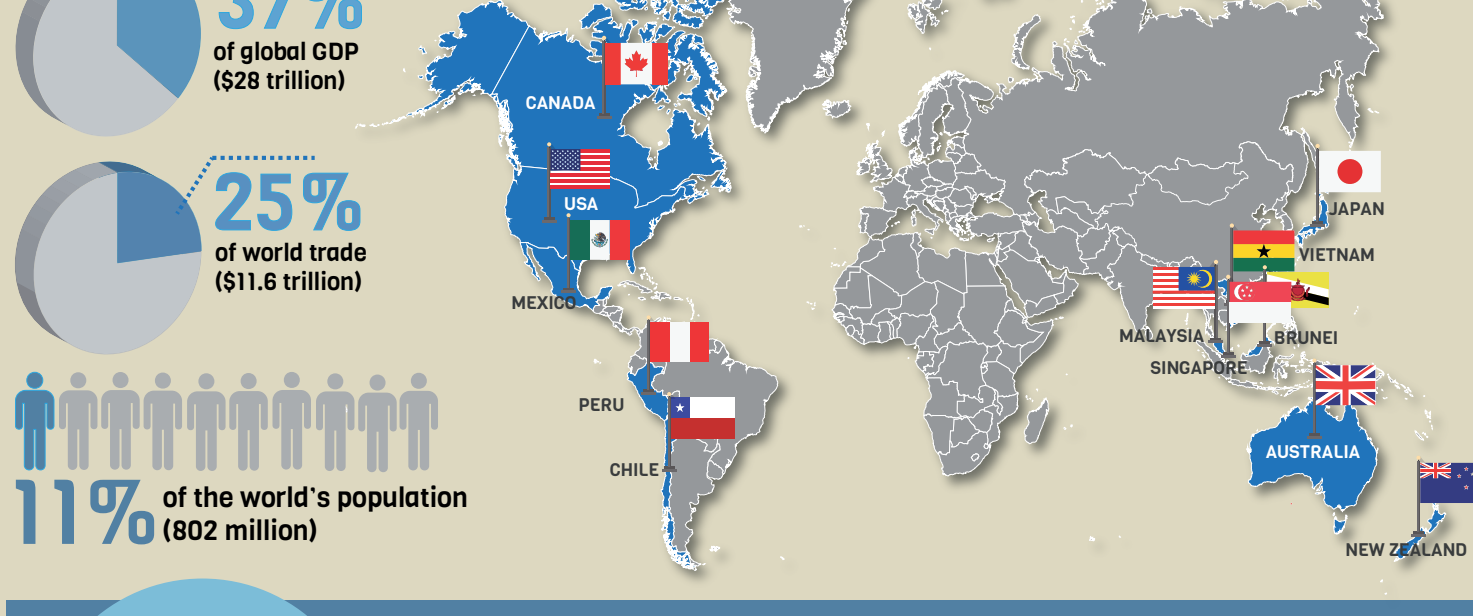 37%
of global GDP
($28 trillion)
25%
of world trade
($11.6 trillion)
11%
of the world's population
(802 million)
CANADA
USA
MEXICO
PERU
CHILE
JAPAN
VIETNAM
MALAYSIA
BRUNEI
SINGAPORE
AUSTRALIA
NEW ZEALAND